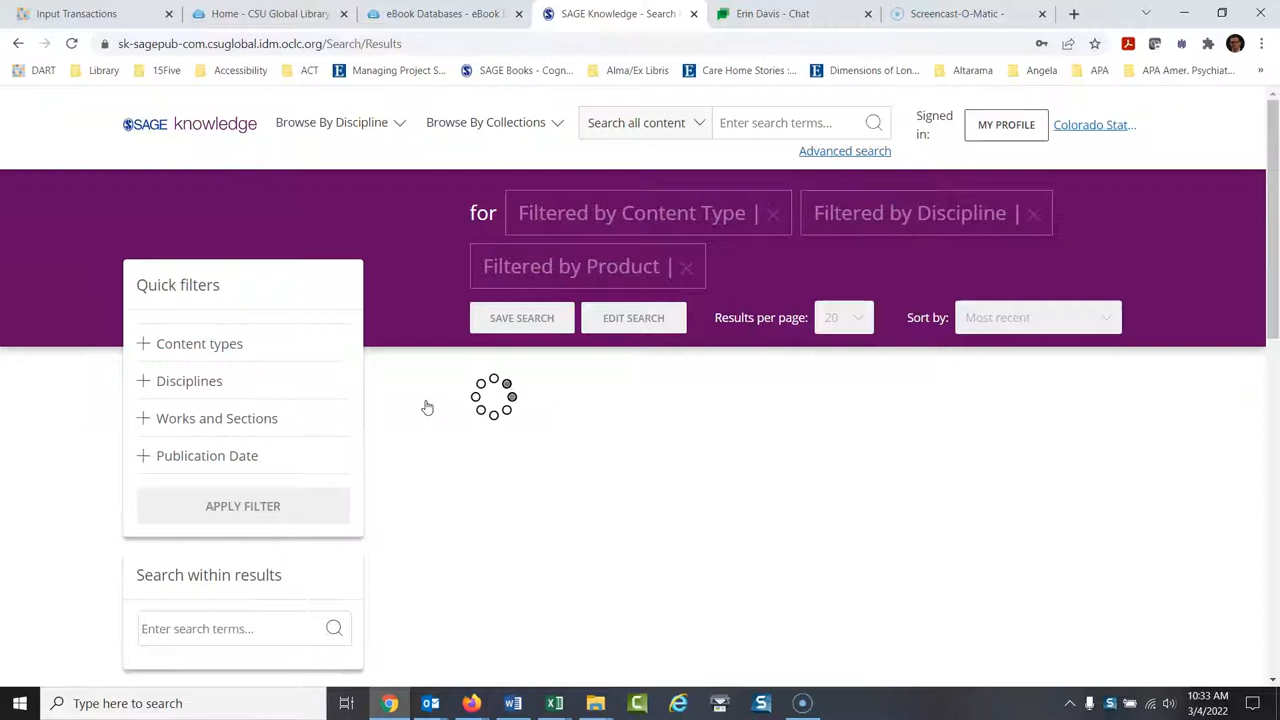 Input Transactions
Home - CSU Global Library
eBook Databases - eBook D
SAGE Knowledge - Search R
Erin Davis - Chat
Screencast-O-Matic -
sk-sagepub-com.csuglobal.idm.oclc.org/Search/Results
DART
Library
15Five
Accessibility
ACT
Managing Project S...
SAGE Books - Cogn...
Alma/Ex Libris
Care Home Stories :...
Dimensions of Lon...
Altarama
Angela
APA
APA Amer. Psychiat...
»
SAGE knowledge
Browse By Discipline
Browse By Collections
Search all content
Enter search terms...
Signed in:
MY PROFILE
Colorado Stat...
Advanced search
for
Filtered by Content Type |
Filtered by Discipline |
Filtered by Product |
SAVE SEARCH
EDIT SEARCH
Results per page:
20
Sort by:
Most recent
Quick filters
Content types
Disciplines
Works and Sections
Publication Date
APPLY FILTER
Search within results
Enter search terms...
Type here to search
10:33 AM
3/4/2022